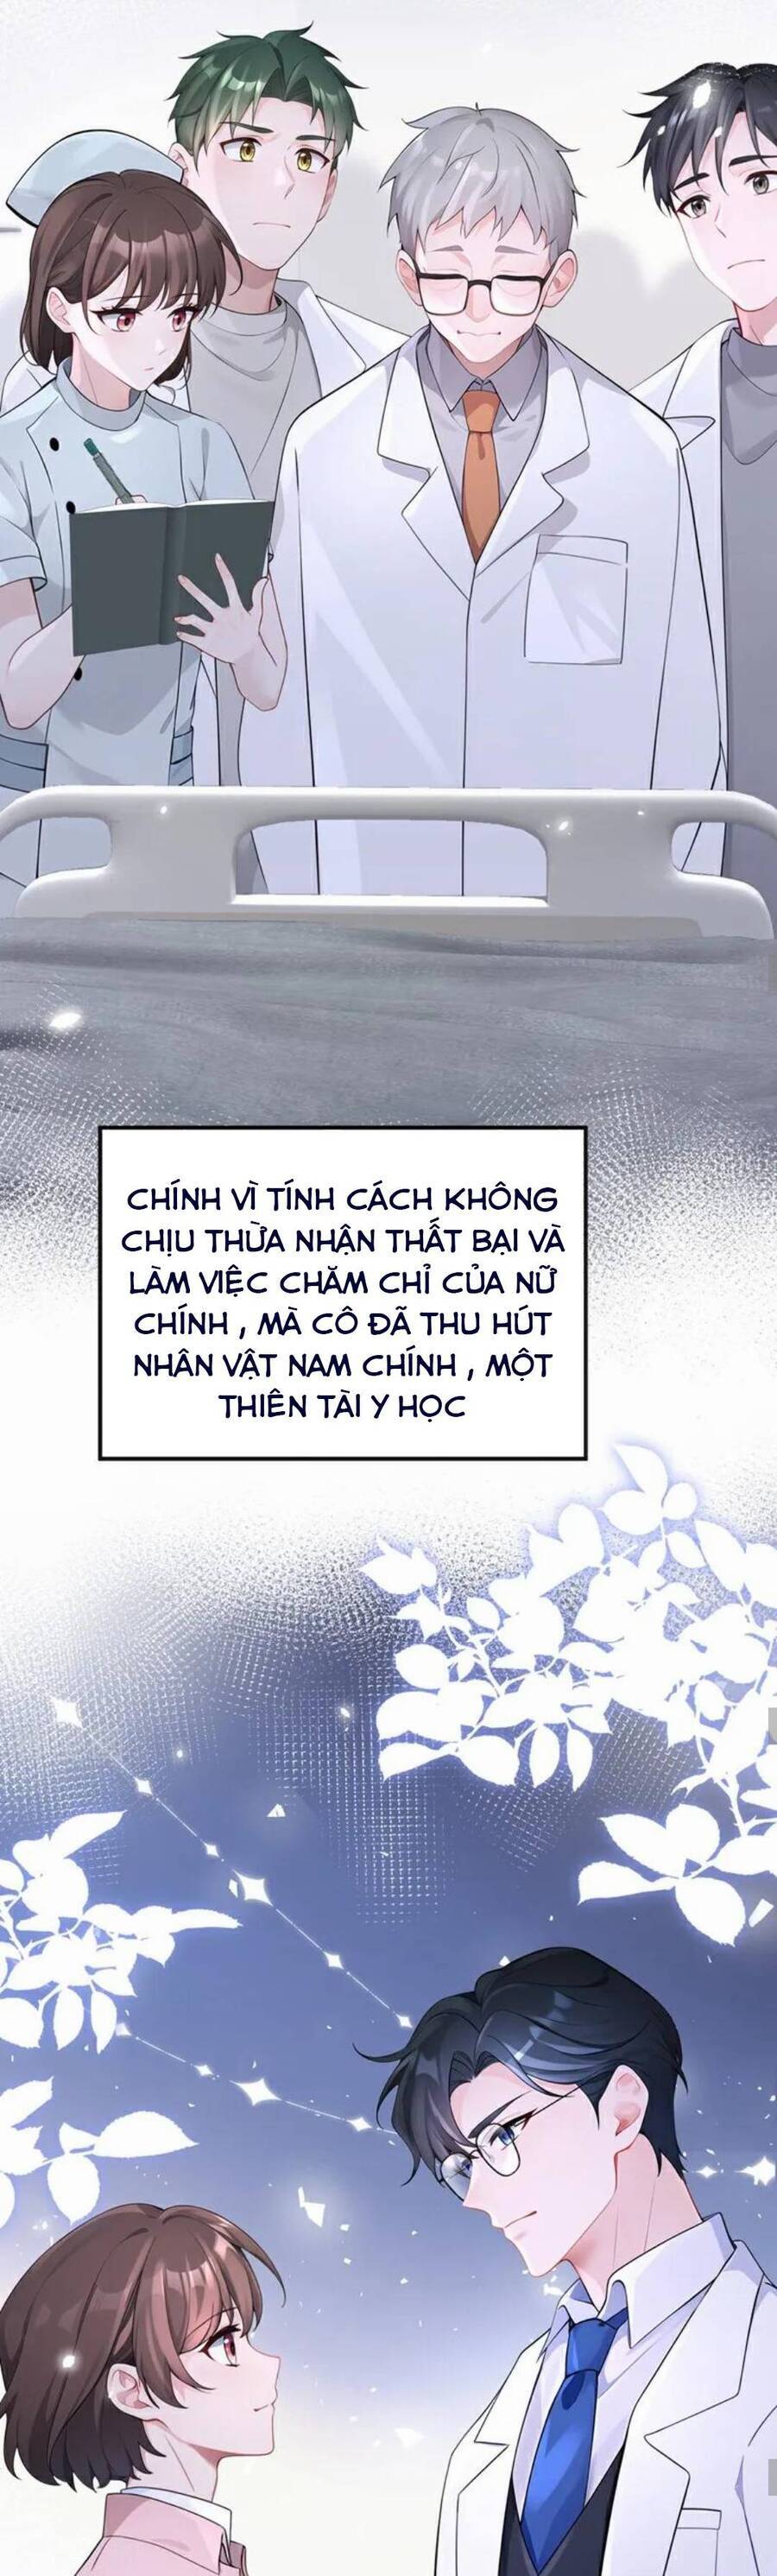 CHÍNH VÌ TÍNH CÁCH KHÔNG
CHỊU THỪA NHẬN THẤT BẠI VÀ
LÀM VIỆC CHĂM CHỈ CỦA NỮ
CHÍNH , MÀ CÔ ĐÃ THU HÚT
NHÂN VẬT NAM CHÍNH , MỘT
THIÊN TÀI Y HỌC